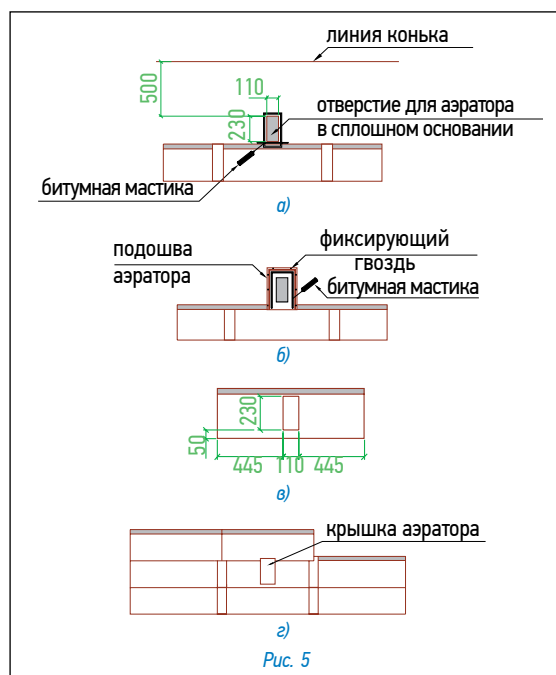 линия конька
500
110
230
отверстие для аэратора
в сплошном основании
битумная мастика
а)
подошва
аэратора
фиксирующий
гвоздь
битумная мастика
б)
230
50
445 110 445
в)
крышка аэратора
г)
Рис. 5